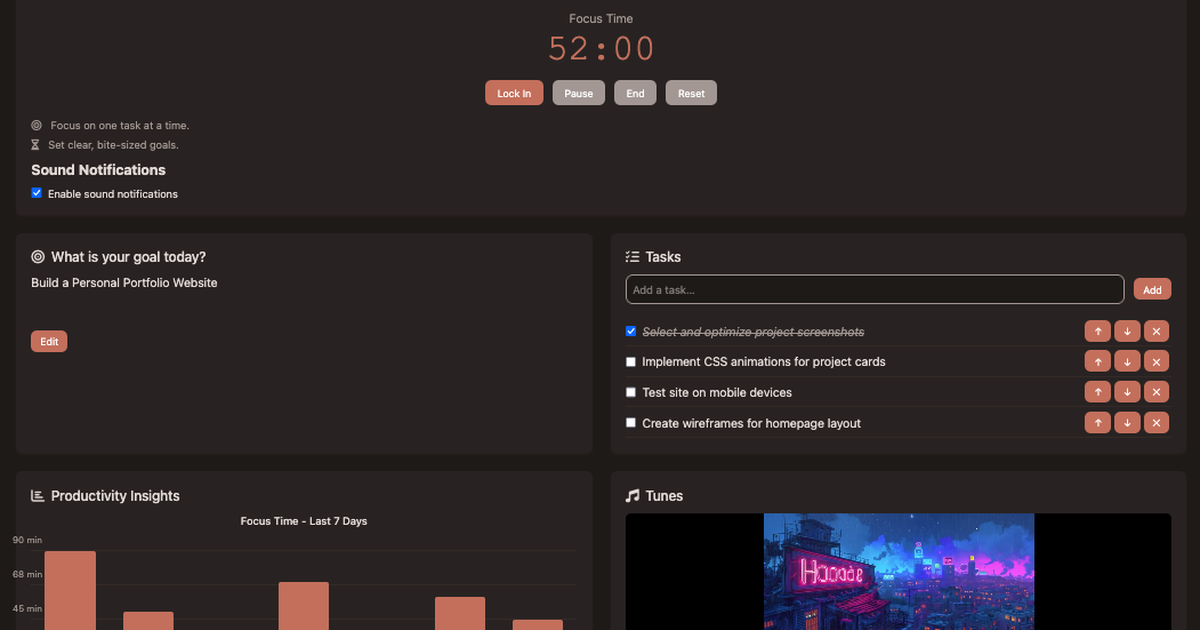 Focus Time
52:00
Lock In Pause End Reset
Focus on one task at a time.
Set clear, bite-sized goals.
Sound Notifications
Enable sound notifications
What is your goal today?
Build a Personal Portfolio Website
Edit
Tasks
Add a task...
Add
Select and optimize project screenshots
Implement CSS animations for project cards
Test site on mobile devices
Create wireframes for homepage layout
Productivity Insights
Focus Time - Last 7 Days
90 min
68 min
45 min
Tunes